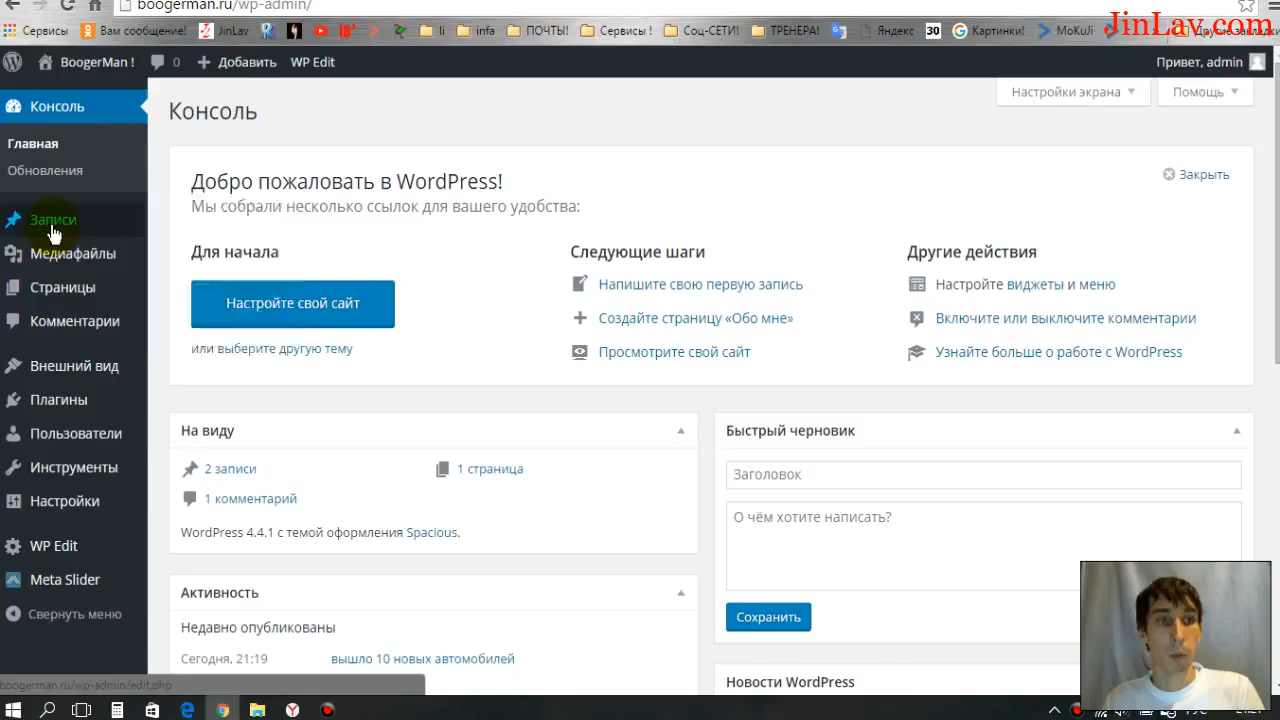 boogerman.ru/wp-admin/
JinLav.com
Сервисы
Вам сообщение!
JinLav
li
infa
ПОЧТЫ!
Сервисы !
Соц-СЕТИ!
ТРЕНЕРА!
Яндекс
30
Картинки!
MoKuJi
Другие закладки
BoogerMan !
0
Добавить
WP Edit
Привет, admin
Консоль
Главная
Обновления
Записи
Медиафайлы
Страницы
Комментарии
Внешний вид
Плагины
Пользователи
Инструменты
Настройки
WP Edit
Meta Slider
Свернуть меню
Консоль
Настройки экрана
Помощь
Добро пожаловать в WordPress!
Закрыть
Мы собрали несколько ссылок для вашего удобства:
Для начала
Настройте свой сайт
или выберите другую тему
Следующие шаги
Напишите свою первую запись
Создайте страницу «Обо мне»
Просмотрите свой сайт
Другие действия
Настройте виджеты и меню
Включите или выключите комментарии
Узнайте больше о работе с WordPress
На виду
2 записи
1 страница
1 комментарий
WordPress 4.4.1 с темой оформления Spacious.
Активность
Недавно опубликованы
Сегодня, 21:19
вышло 10 новых автомобилей
Быстрый черновик
Заголовок
О чём хотите написать?
Сохранить
Новости WordPress
boogerman.ru/wp-admin/edit.php